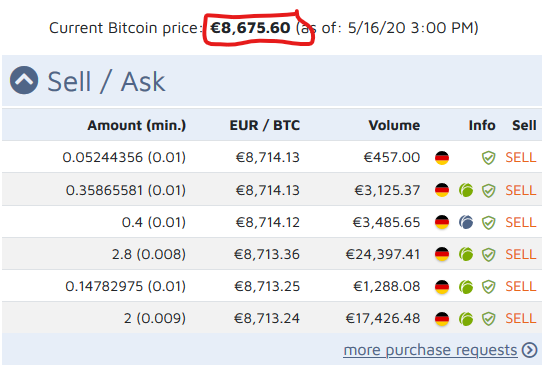 Current Bitcoin price: €8,675.60 (as of: 5/16/20 3:00 PM)
Sell / Ask
Amount (min.) EUR / BTC Volume Info Sell
0.05244356 (0.01) €8,714.13 €457.00 SELL
0.35865581 (0.01) €8,714.13 €3,125.37 SELL
0.4 (0.01) €8,714.12 €3,485.65 SELL
2.8 (0.008) €8,713.36 €24,397.41 SELL
0.14782975 (0.01) €8,713.25 €1,288.08 SELL
2 (0.009) €8,713.24 €17,426.48 SELL
more purchase requests